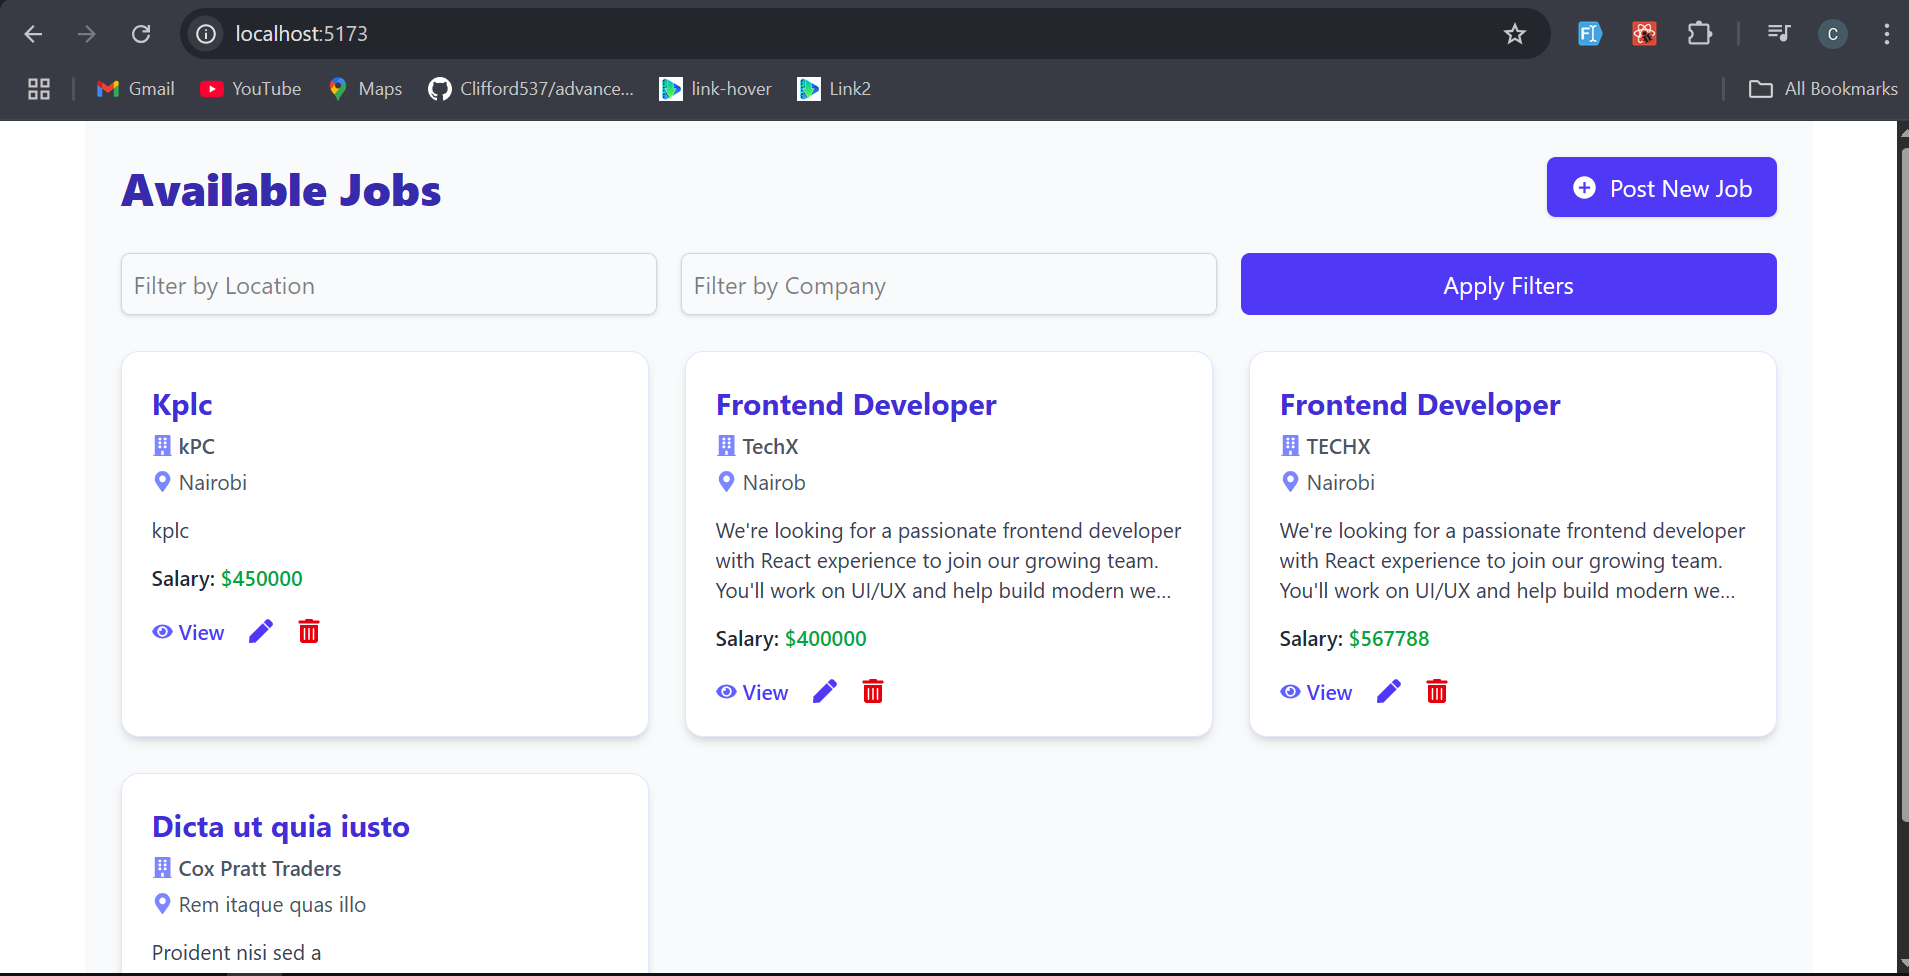 localhost:5173
C
Gmail
YouTube
Maps
Clifford537/advance...
link-hover
Link2
All Bookmarks
Available Jobs
Post New Job
Filter by Location
Filter by Company
Apply Filters
Kplc
kPC
Nairobi
kplc
Salary: $450000
View
Frontend Developer
TechX
Nairob
We're looking for a passionate frontend developer
with React experience to join our growing team.
You'll work on UI/UX and help build modern we...
Salary: $400000
View
Frontend Developer
TECHX
Nairobi
We're looking for a passionate frontend developer
with React experience to join our growing team.
You'll work on UI/UX and help build modern we...
Salary: $567788
View
Dicta ut quia iusto
Cox Pratt Traders
Rem itaque quas illo
Proident nisi sed a